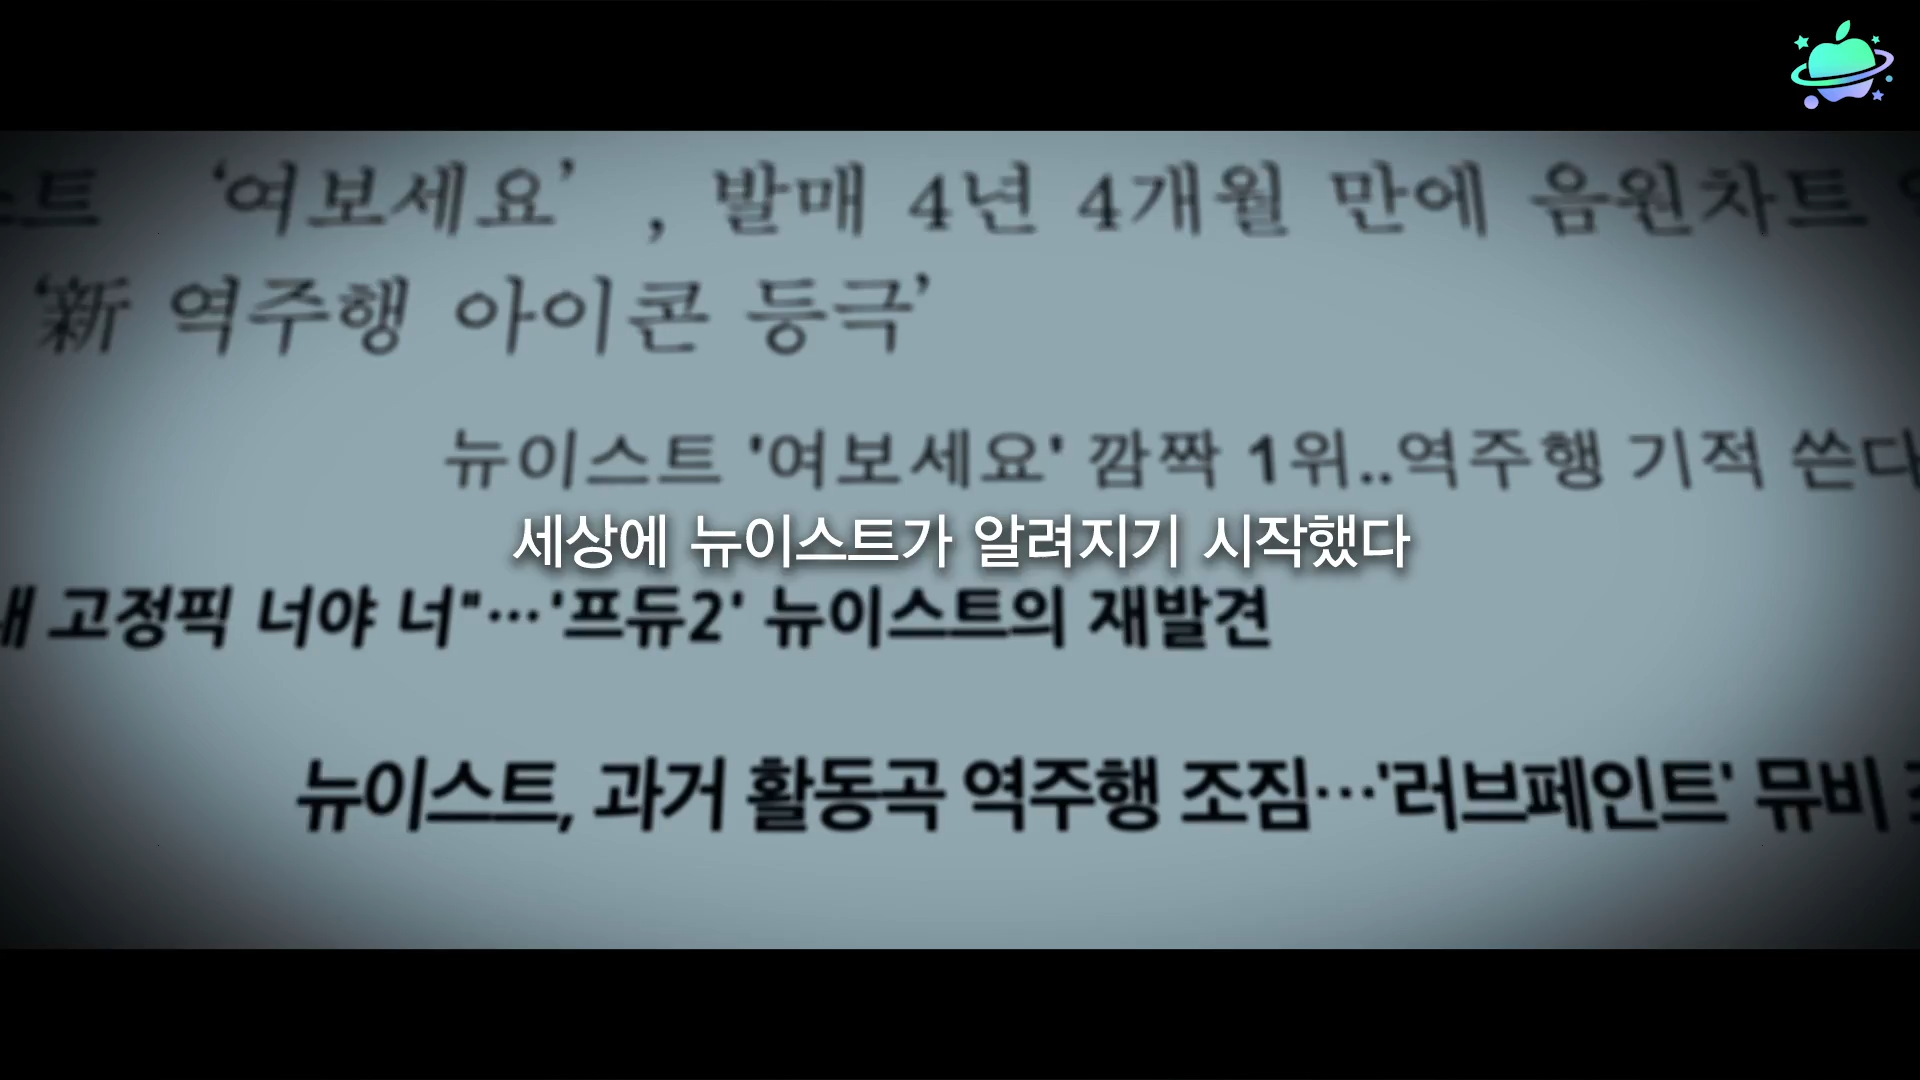 스트 ‘여보세요’, 발매 4년 4개월 만에 음원차트
‘新 역주행 아이콘 등극’
뉴이스트 '여보세요' 깜짝 1위..역주행 기적 쓴다
세상에 뉴이스트가 알려지기 시작했다
내 고정픽 너야 너"…'프듀2' 뉴이스트의 재발견
뉴이스트, 과거 활동곡 역주행 조짐…'러브페인트' 뮤비